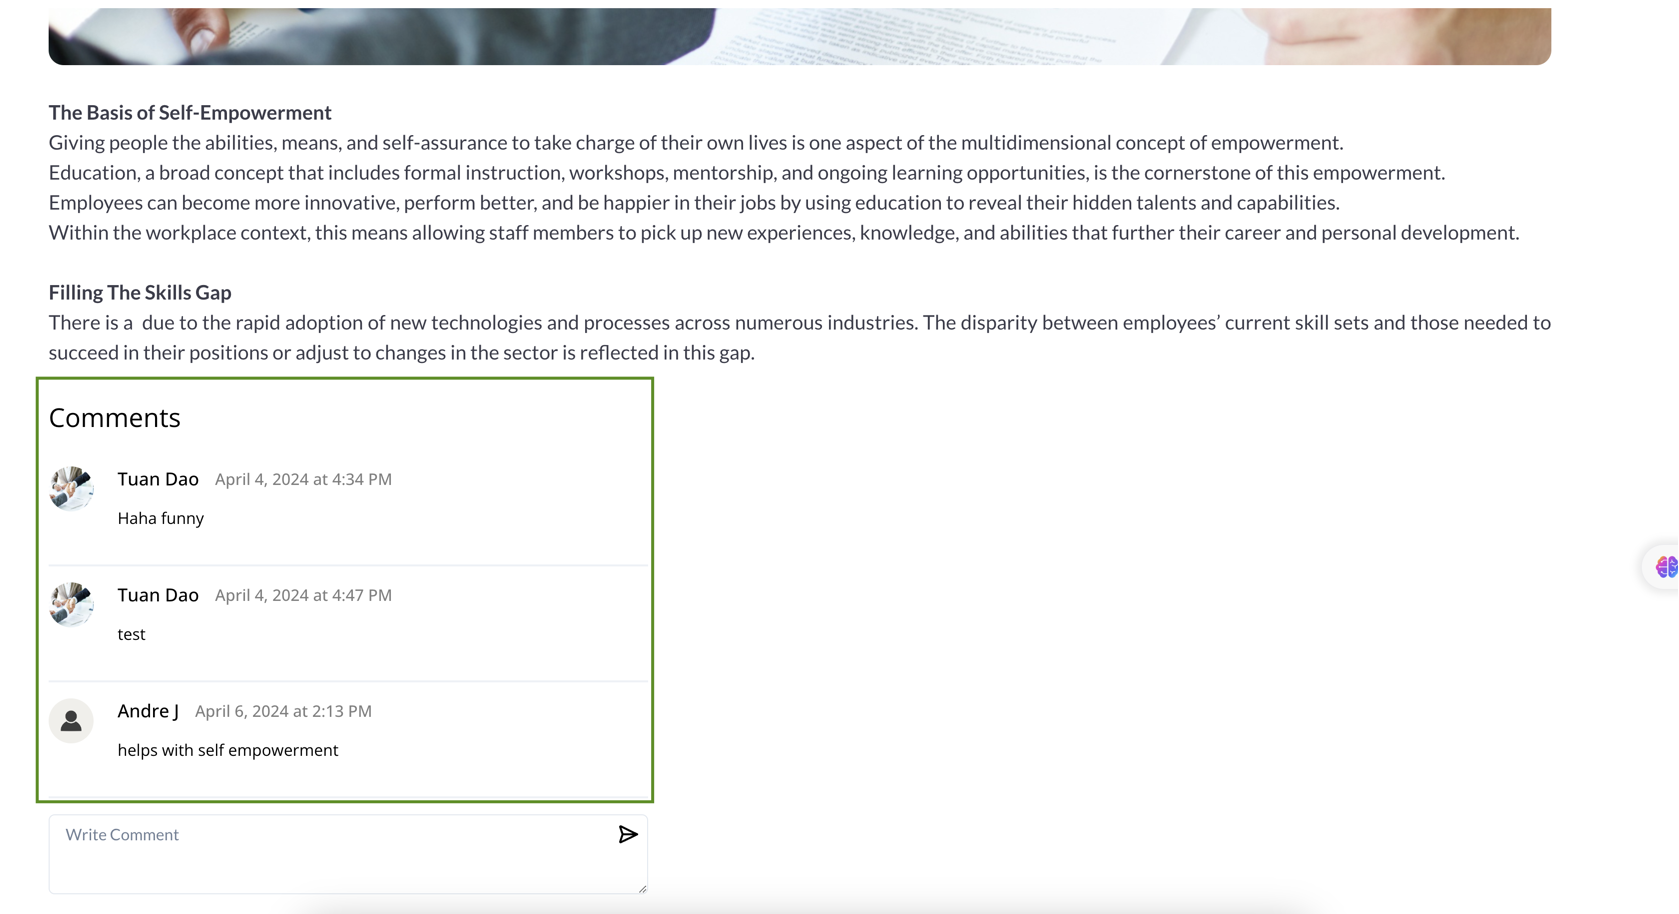 The Basis of Self-Empowerment
Giving people the abilities, means, and self-assurance to take charge of their own lives is one aspect of the multidimensional concept of empowerment.
Education, a broad concept that includes formal instruction, workshops, mentorship, and ongoing learning opportunities, is the cornerstone of this empowerment.
Employees can become more innovative, perform better, and be happier in their jobs by using education to reveal their hidden talents and capabilities.
Within the workplace context, this means allowing staff members to pick up new experiences, knowledge, and abilities that further their career and personal development.
Filling The Skills Gap
There is a  due to the rapid adoption of new technologies and processes across numerous industries. The disparity between employees’ current skill sets and those needed to
succeed in their positions or adjust to changes in the sector is reflected in this gap.
Comments
Tuan Dao April 4, 2024 at 4:34 PM
Haha funny
Tuan Dao April 4, 2024 at 4:47 PM
test
Andre J April 6, 2024 at 2:13 PM
helps with self empowerment
Write Comment